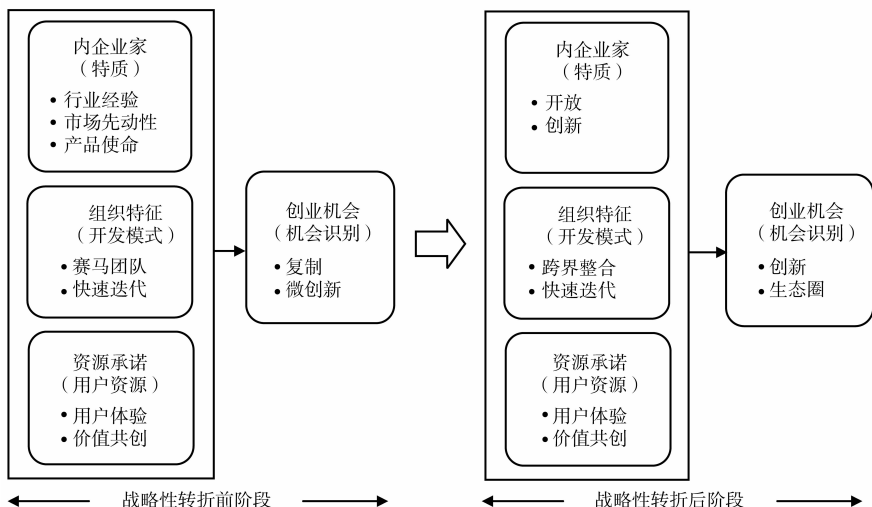 内企业家
（特质）
• 行业经验
• 市场先动性
• 产品使命
组织特征
（开发模式）
• 赛马团队
• 快速迭代
资源承诺
（用户资源）
• 用户体验
• 价值共创
创业机会
（机会识别）
• 复制
• 微创新
战略性转折前阶段
内企业家
（特质）
• 开放
• 创新
组织特征
（开发模式）
• 跨界整合
• 快速迭代
资源承诺
（用户资源）
• 用户体验
• 价值共创
创业机会
（机会识别）
• 创新
• 生态圈
战略性转折后阶段